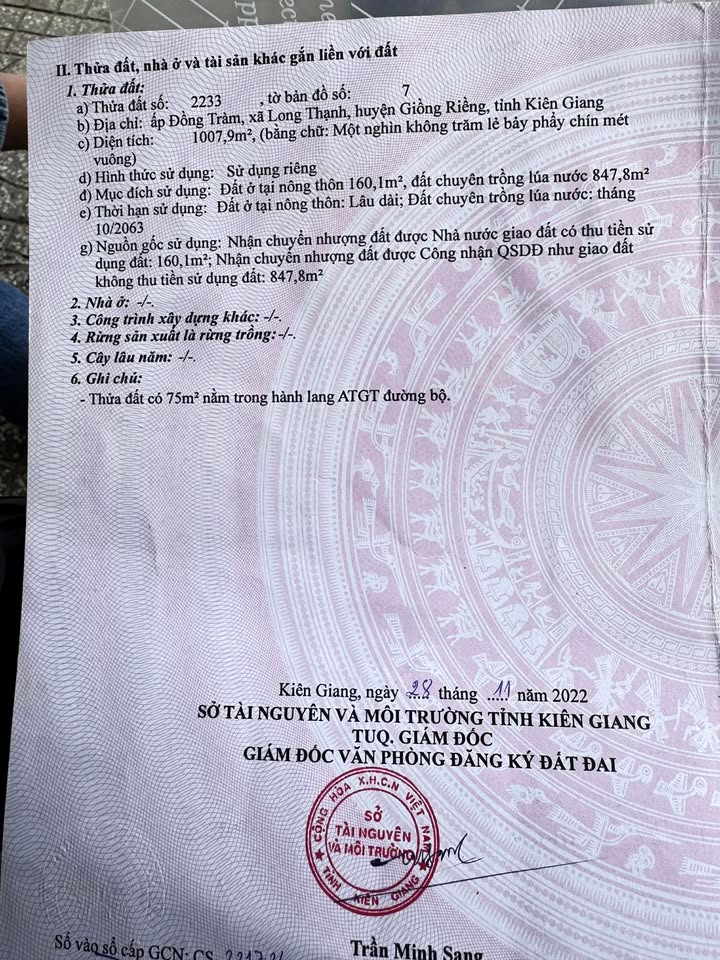 II. Thửa đất, nhà ở và tài sản khác gắn liền với đất
1. Thửa đất:
a) Thửa đất số: 2233 , tờ bản đồ số: 7
b) Địa chỉ: ấp Đồng Tràm, xã Long Thạnh, huyện Giồng Riềng, tỉnh Kiên Giang
c) Diện tích: 1007,9m², (bằng chữ: Một nghìn không trăm lẻ bảy phẩy chín mét
vuông)
d) Hình thức sử dụng: Sử dụng riêng
đ) Mục đích sử dụng: Đất ở tại nông thôn 160,1m², đất chuyên trồng lúa nước 847,8m²
e) Thời hạn sử dụng: Đất ở tại nông thôn: Lâu dài; Đất chuyên trồng lúa nước: tháng
10/2063
g) Nguồn gốc sử dụng: Nhận chuyển nhượng đất được Nhà nước giao đất có thu tiền sử
dụng đất: 160,1m²; Nhận chuyển nhượng đất được Công nhận QSDĐ như giao đất
không thu tiền sử dụng đất: 847,8m²
2. Nhà ở: -/-.
3. Công trình xây dựng khác: -/-.
4. Rừng sản xuất là rừng trồng:-/-.
5. Cây lâu năm: -/-.
6. Ghi chú:
- Thửa đất có 75m² nằm trong hành lang ATGT đường bộ.
Kiên Giang, ngày 28 tháng 11 năm 2022
SỞ TÀI NGUYÊN VÀ MÔI TRƯỜNG TỈNH KIÊN GIANG
TUQ. GIÁM ĐỐC
GIÁM ĐỐC VĂN PHÒNG ĐĂNG KÝ ĐẤT ĐAI
CỘNG HÒA X.H.C.N VIỆT NAM
SỞ
TÀI NGUYÊN
VÀ MÔI TRƯỜNG
TỈNH KIÊN GIANG
Số vào sổ cấp GCN: CS
Trần Minh Sang